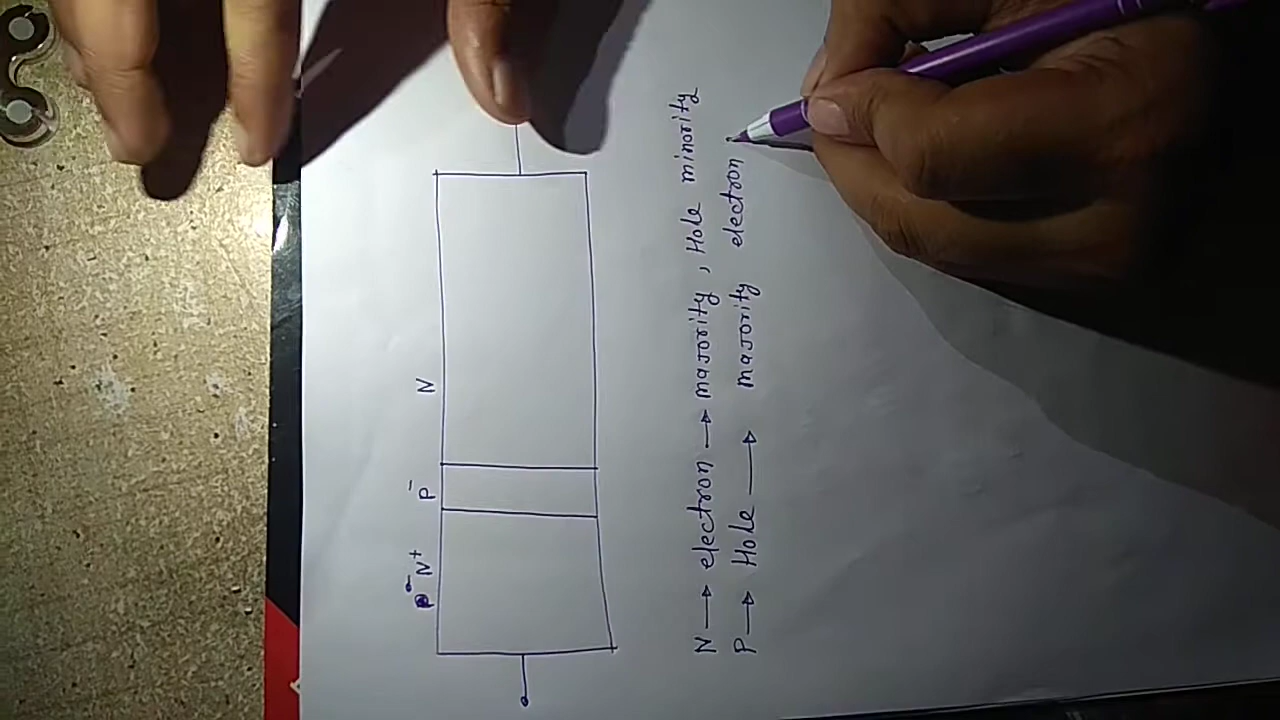 N⁺ P⁻ N
N → electron → majority, Hole minority
P → Hole → majority electron